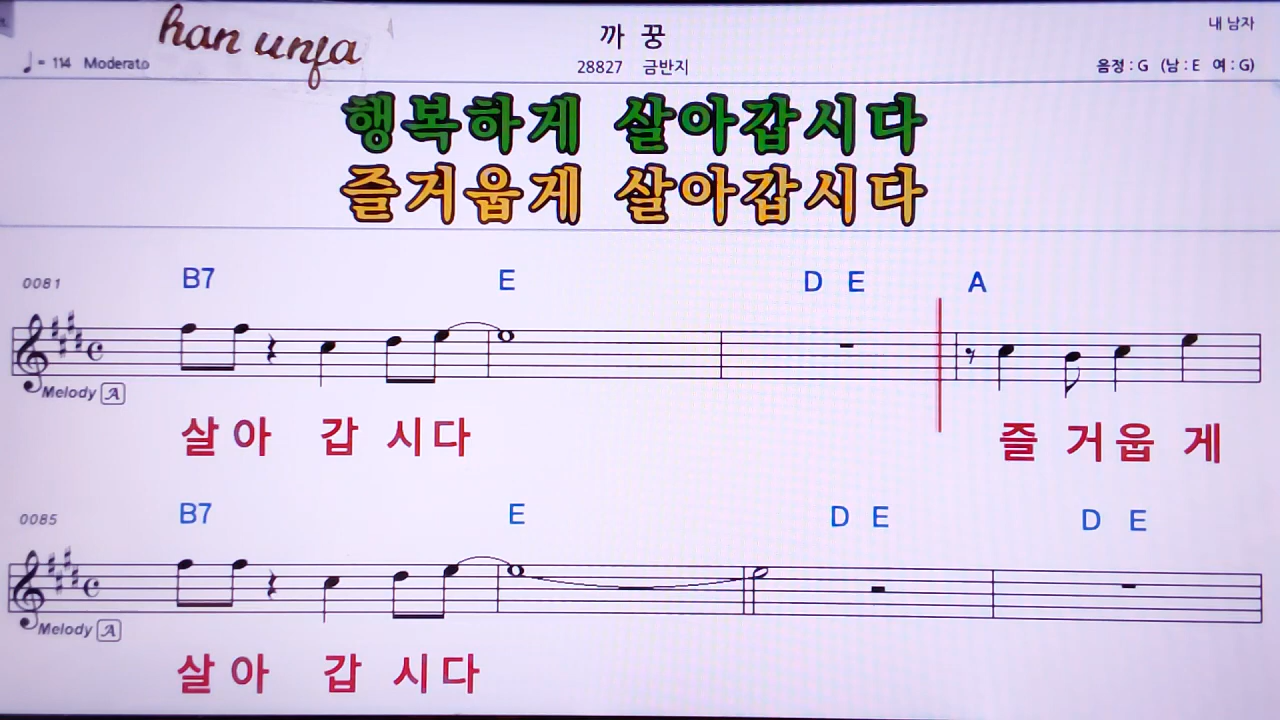 han unja
까 꿍
내 남자
♩= 114 Moderato
28827 금반지
음정 : G (남 : E 여 : G)
행복하게 살아갑시다
즐거웁게 살아갑시다
0081 B7 E D E A
Melody A
살 아 갑 시 다 즐 거 웁 게
0085 B7 E D E D E
Melody A
살 아 갑 시 다